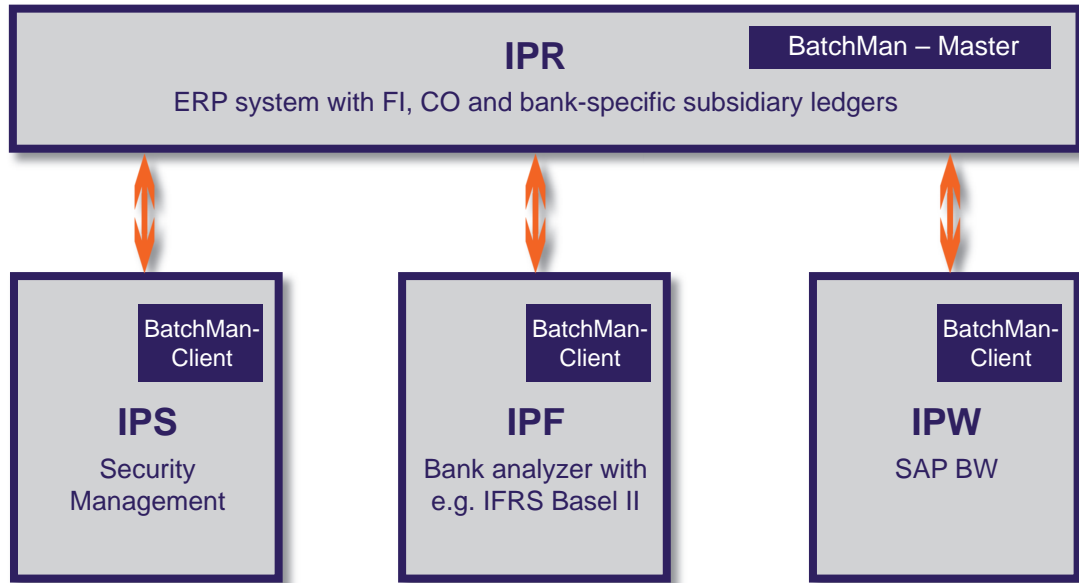 BatchMan – Master
IPR
ERP system with FI, CO and bank-specific subsidiary ledgers
BatchMan-
Client
IPS
Security
Management
BatchMan-
Client
IPF
Bank analyzer with
e.g. IFRS Basel II
BatchMan-
Client
IPW
SAP BW